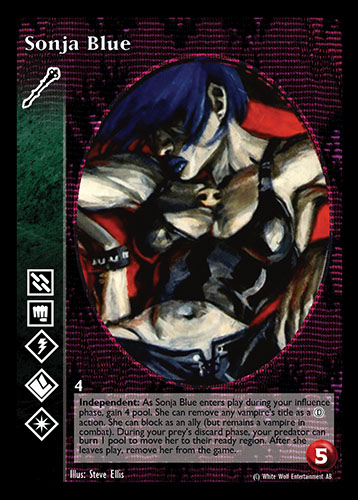 Sonja Blue
4
Independent: As Sonja Blue enters play during your influence
phase, gain 4 pool. She can remove any vampire's title as a Ⓓ
action. She can block as an ally (but remains a vampire in
combat). During your prey's discard phase, your predator can
burn 1 pool to move her to their ready region. After she
leaves play, remove her from the game.
5
Illus: Steve Ellis
(C) White Wolf Entertainment AB